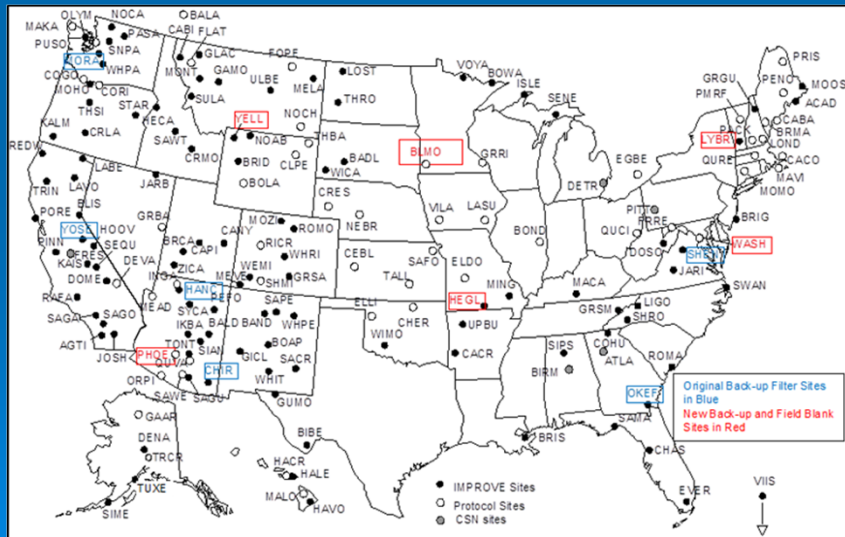 OLYM
NOCA
BALA
CABI
FLAT
MAKA
PASA
PUSO
SNPA
GLAC
FOPE
LOST
VOYA
BOWA
PRIS
MORA
WHPA
MONT
GAMO
ULBE
MELA
ISLE
GRGU
PENO
MOOS
COGO
CORI
SULA
THRO
SENE
PMRF
ACAD
MOHO
STAR
YELL
NOCH
CABA
THSI
HECA
NOAB
THBA
BLMO
LYBR
PACK
BRMA
LOND
KALM
CRLA
SAWT
BRID
CLPE
BADL
GRRI
EGBE
QURE
CACO
REDW
CRMO
WICA
MAVI
LABE
JARB
BOLA
DETR
MOMO
TRIN
LAVO
CRES
BLIS
GRBA
VILA
LASU
PITTO
BRIG
PORE
MOZI
NEBR
FRRE
YOSE
HOOV
CANY
ROMO
BOND
QUCI
WASH
PINN
SEQU
BRCA
CAPI
RICR
SAFO
DOSO
SHEN
FRES
WHRI
CEBL
ELDO
KAIS
DEVA
ZICA
WEMI
JARI
DOME
INGA
MEVE
GRSA
TALL
MING
MACA
SWAN
HANC
SHMI
HEGL
RAFA
MEAD
PEFO
SAPE
ELLI
LIGO
SYCA
CHER
GRSM
SHRO
SAGA
SAGO
IKBA
BALD
BAND
WHPE
UPBU
COHU
TONT
BOAP
WIMO
SIPS
AGTI
JOSH
PHOE
SIAN
GICL
CACR
ATLA
ROMA
QUVA
SACR
BIRM
ORPI
CHIR
WHIT
OKEF
SAWE
SAGU
GUMO
SAMA
GAAR
BIBE
BRIS
CHAS
DENA
HACR
TRCR
HALE
VIIS
TUXE
MALO
SIME
HAVO
EVER
Original Back-up Filter Sites
in Blue
New Back-up and Field Blank
Sites in Red
IMPROVE Sites
Protocol Sites
CSN sites